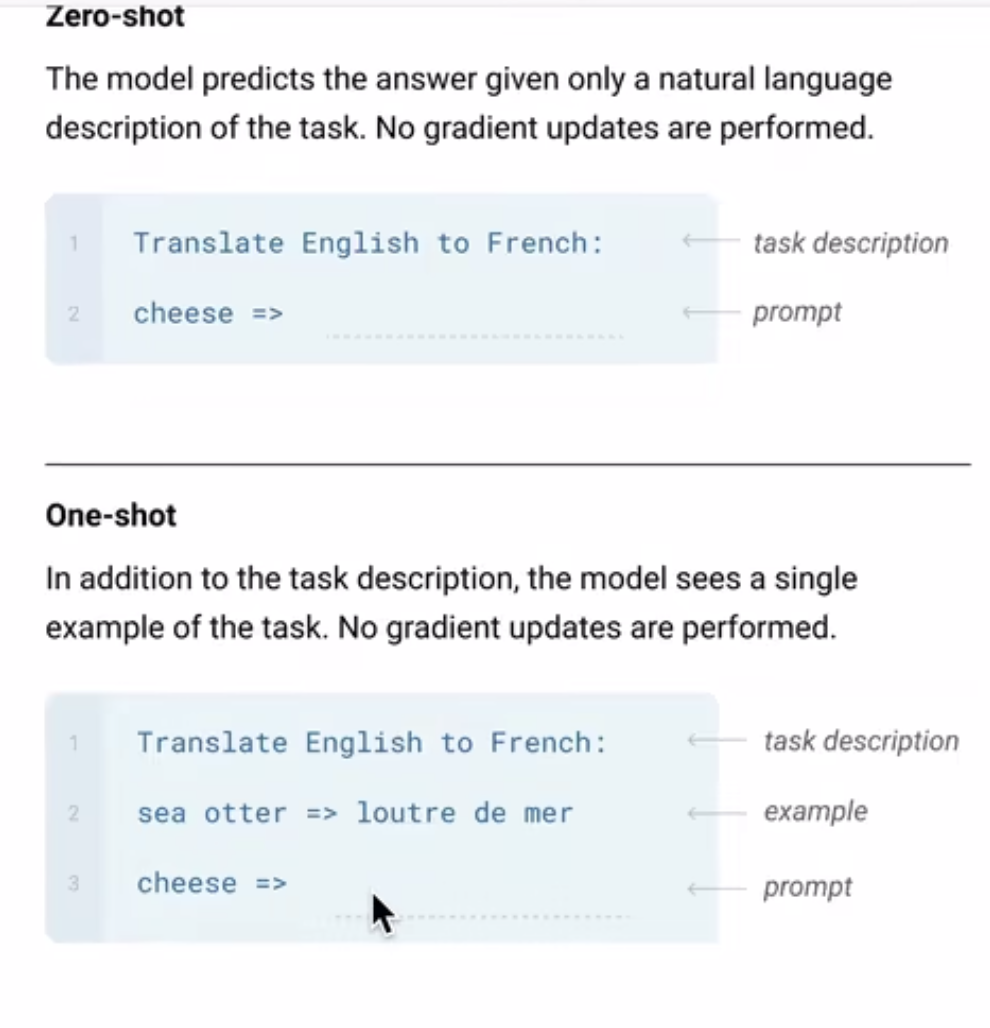 Zero-shot
The model predicts the answer given only a natural language
description of the task. No gradient updates are performed.
1 Translate English to French: task description
2 cheese => prompt
One-shot
In addition to the task description, the model sees a single
example of the task. No gradient updates are performed.
1 Translate English to French: task description
2 sea otter => loutre de mer example
3 cheese => prompt